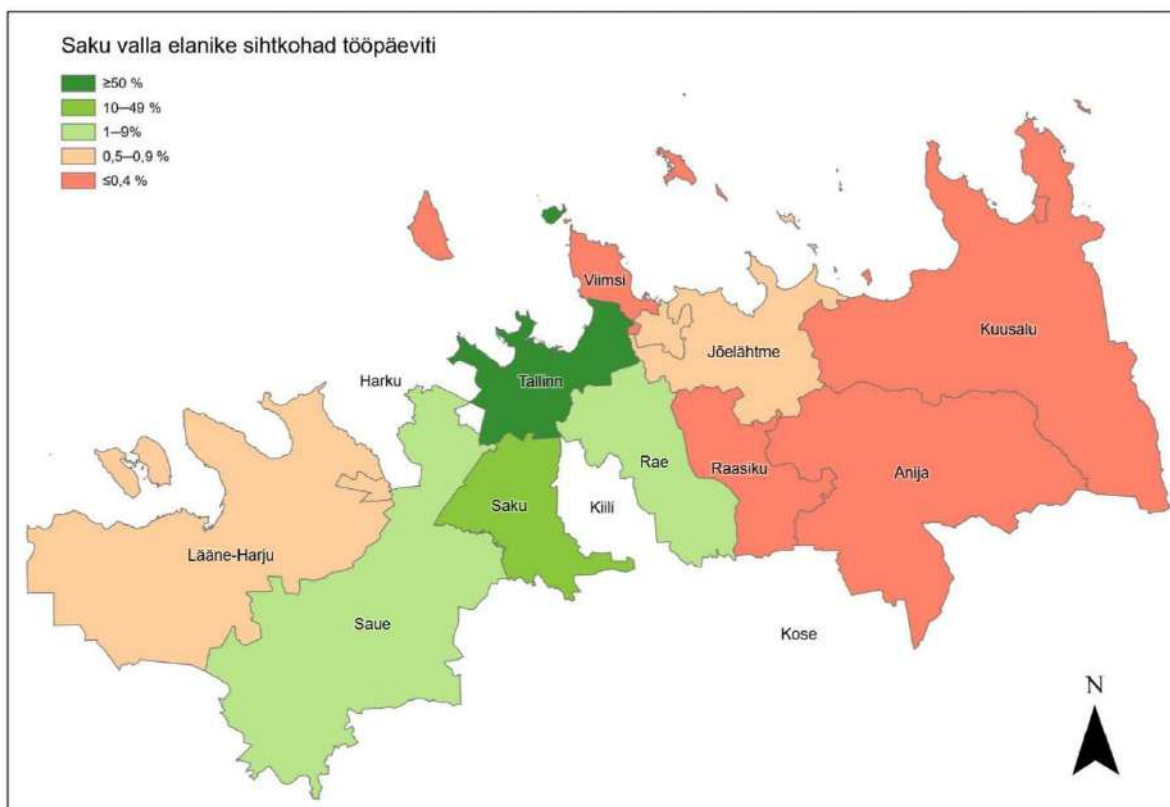 Saku valla elanike sihtkohad tööpäeviti
≥50 %
10–49 %
1–9%
0,5–0,9 %
≤0,4 %
Viimsi
Kuusalu
Jõelähtme
Harku
Tallinn
Rae
Raasiku
Anija
Saku
Kiili
Lääne-Harju
Saue
Kose
N